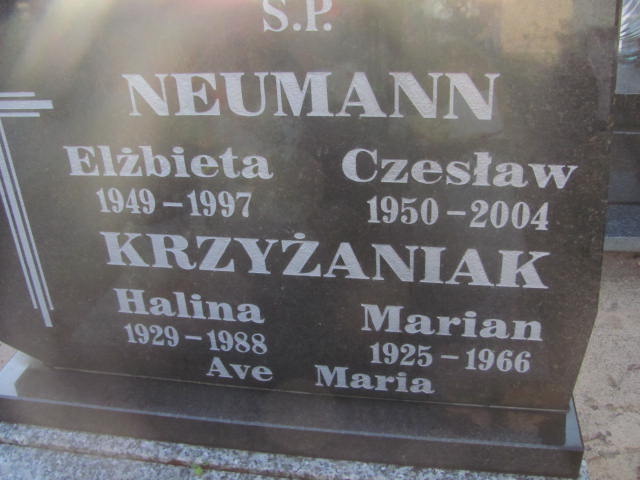 S.P.
NEUMANN
Elżbieta Czesław
1949-1997 1950-2004
KRZYŻANIAK
Halina Marian
1929-1988 1925-1966
Ave Maria